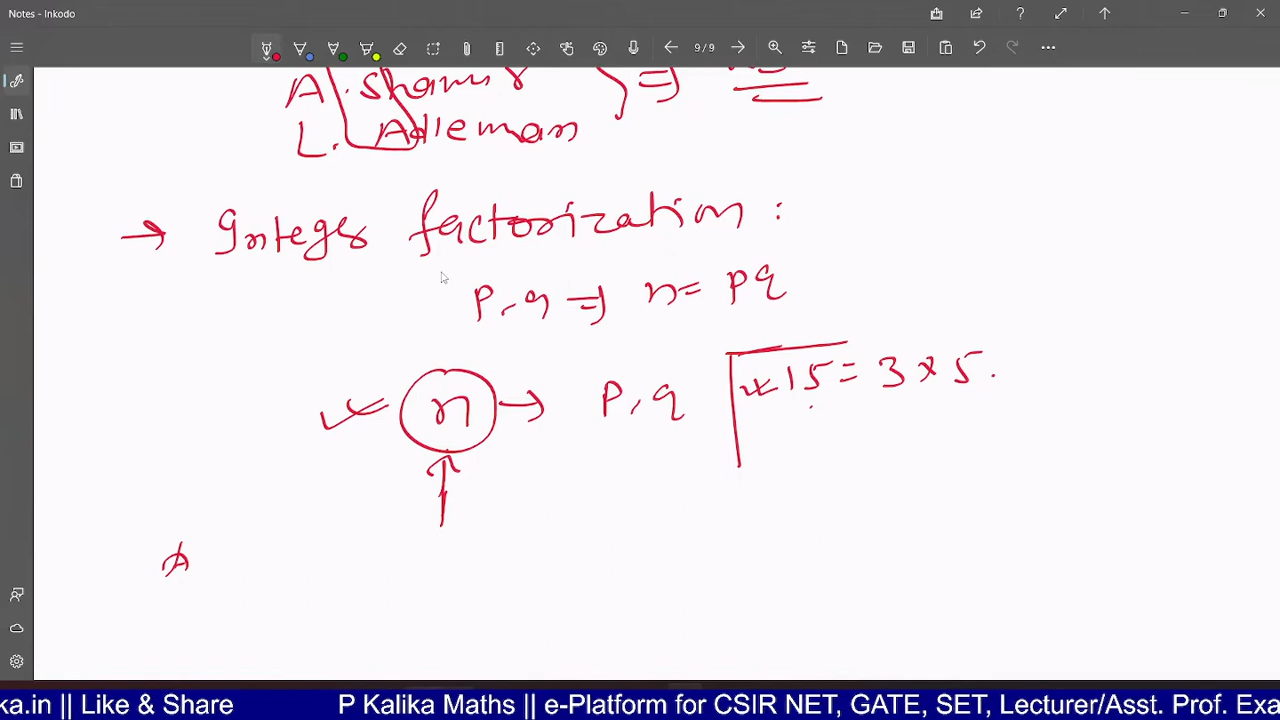 Notes - Inkodo
9/9
A. Shamir
L. Adleman
→ Integer factorization :
P, q ⇒ n = pq
n → P, q
15 = 3 x 5.
A
ka.in || Like & Share P Kalika Maths || e-Platform for CSIR NET, GATE, SET, Lecturer/Asst. Prof. Exa